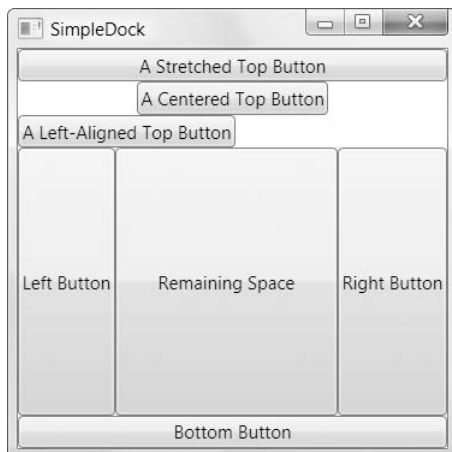 SimpleDock
A Stretched Top Button
A Centered Top Button
A Left-Aligned Top Button
Left Button Remaining Space Right Button
Bottom Button